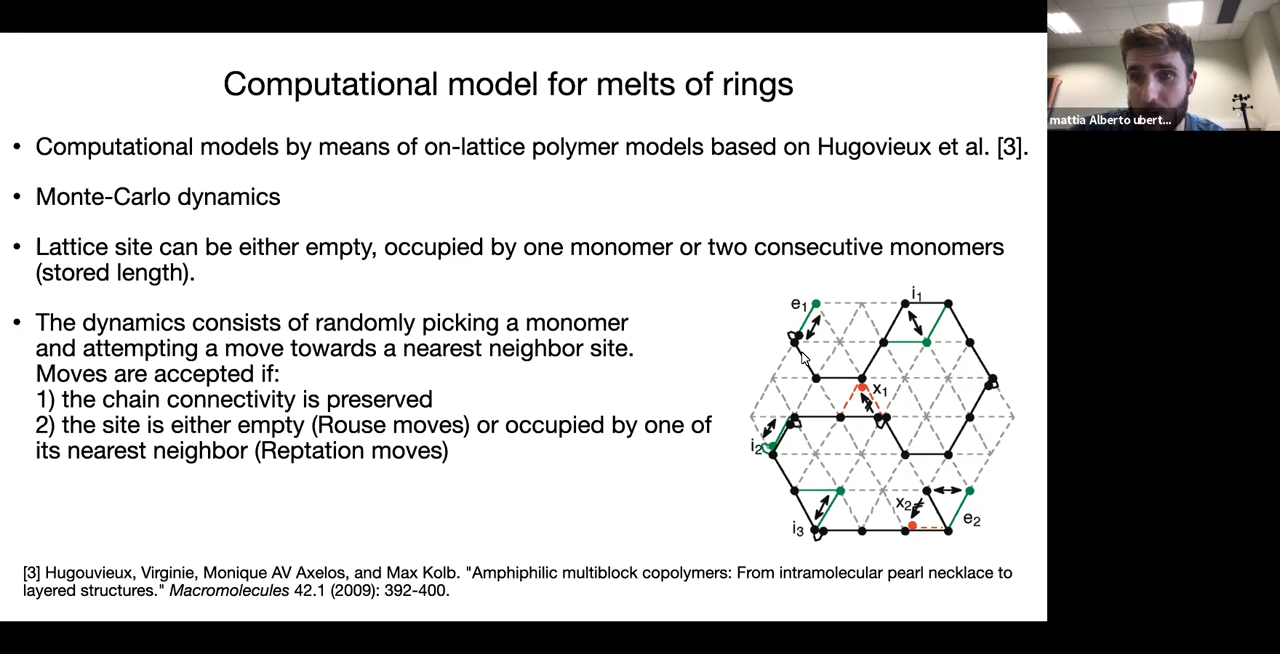 Computational model for melts of rings
• Computational models by means of on-lattice polymer models based on Hugovieux et al. [3].
• Monte-Carlo dynamics
• Lattice site can be either empty, occupied by one monomer or two consecutive monomers
(stored length).
• The dynamics consists of randomly picking a monomer
and attempting a move towards a nearest neighbor site.
Moves are accepted if:
1) the chain connectivity is preserved
2) the site is either empty (Rouse moves) or occupied by one of
its nearest neighbor (Reptation moves)
e1
i1
x1
i2
x2
i3
e2
[3] Hugouvieux, Virginie, Monique AV Axelos, and Max Kolb. "Amphiphilic multiblock copolymers: From intramolecular pearl necklace to
layered structures." Macromolecules 42.1 (2009): 392-400.
mattia Alberto ubert...